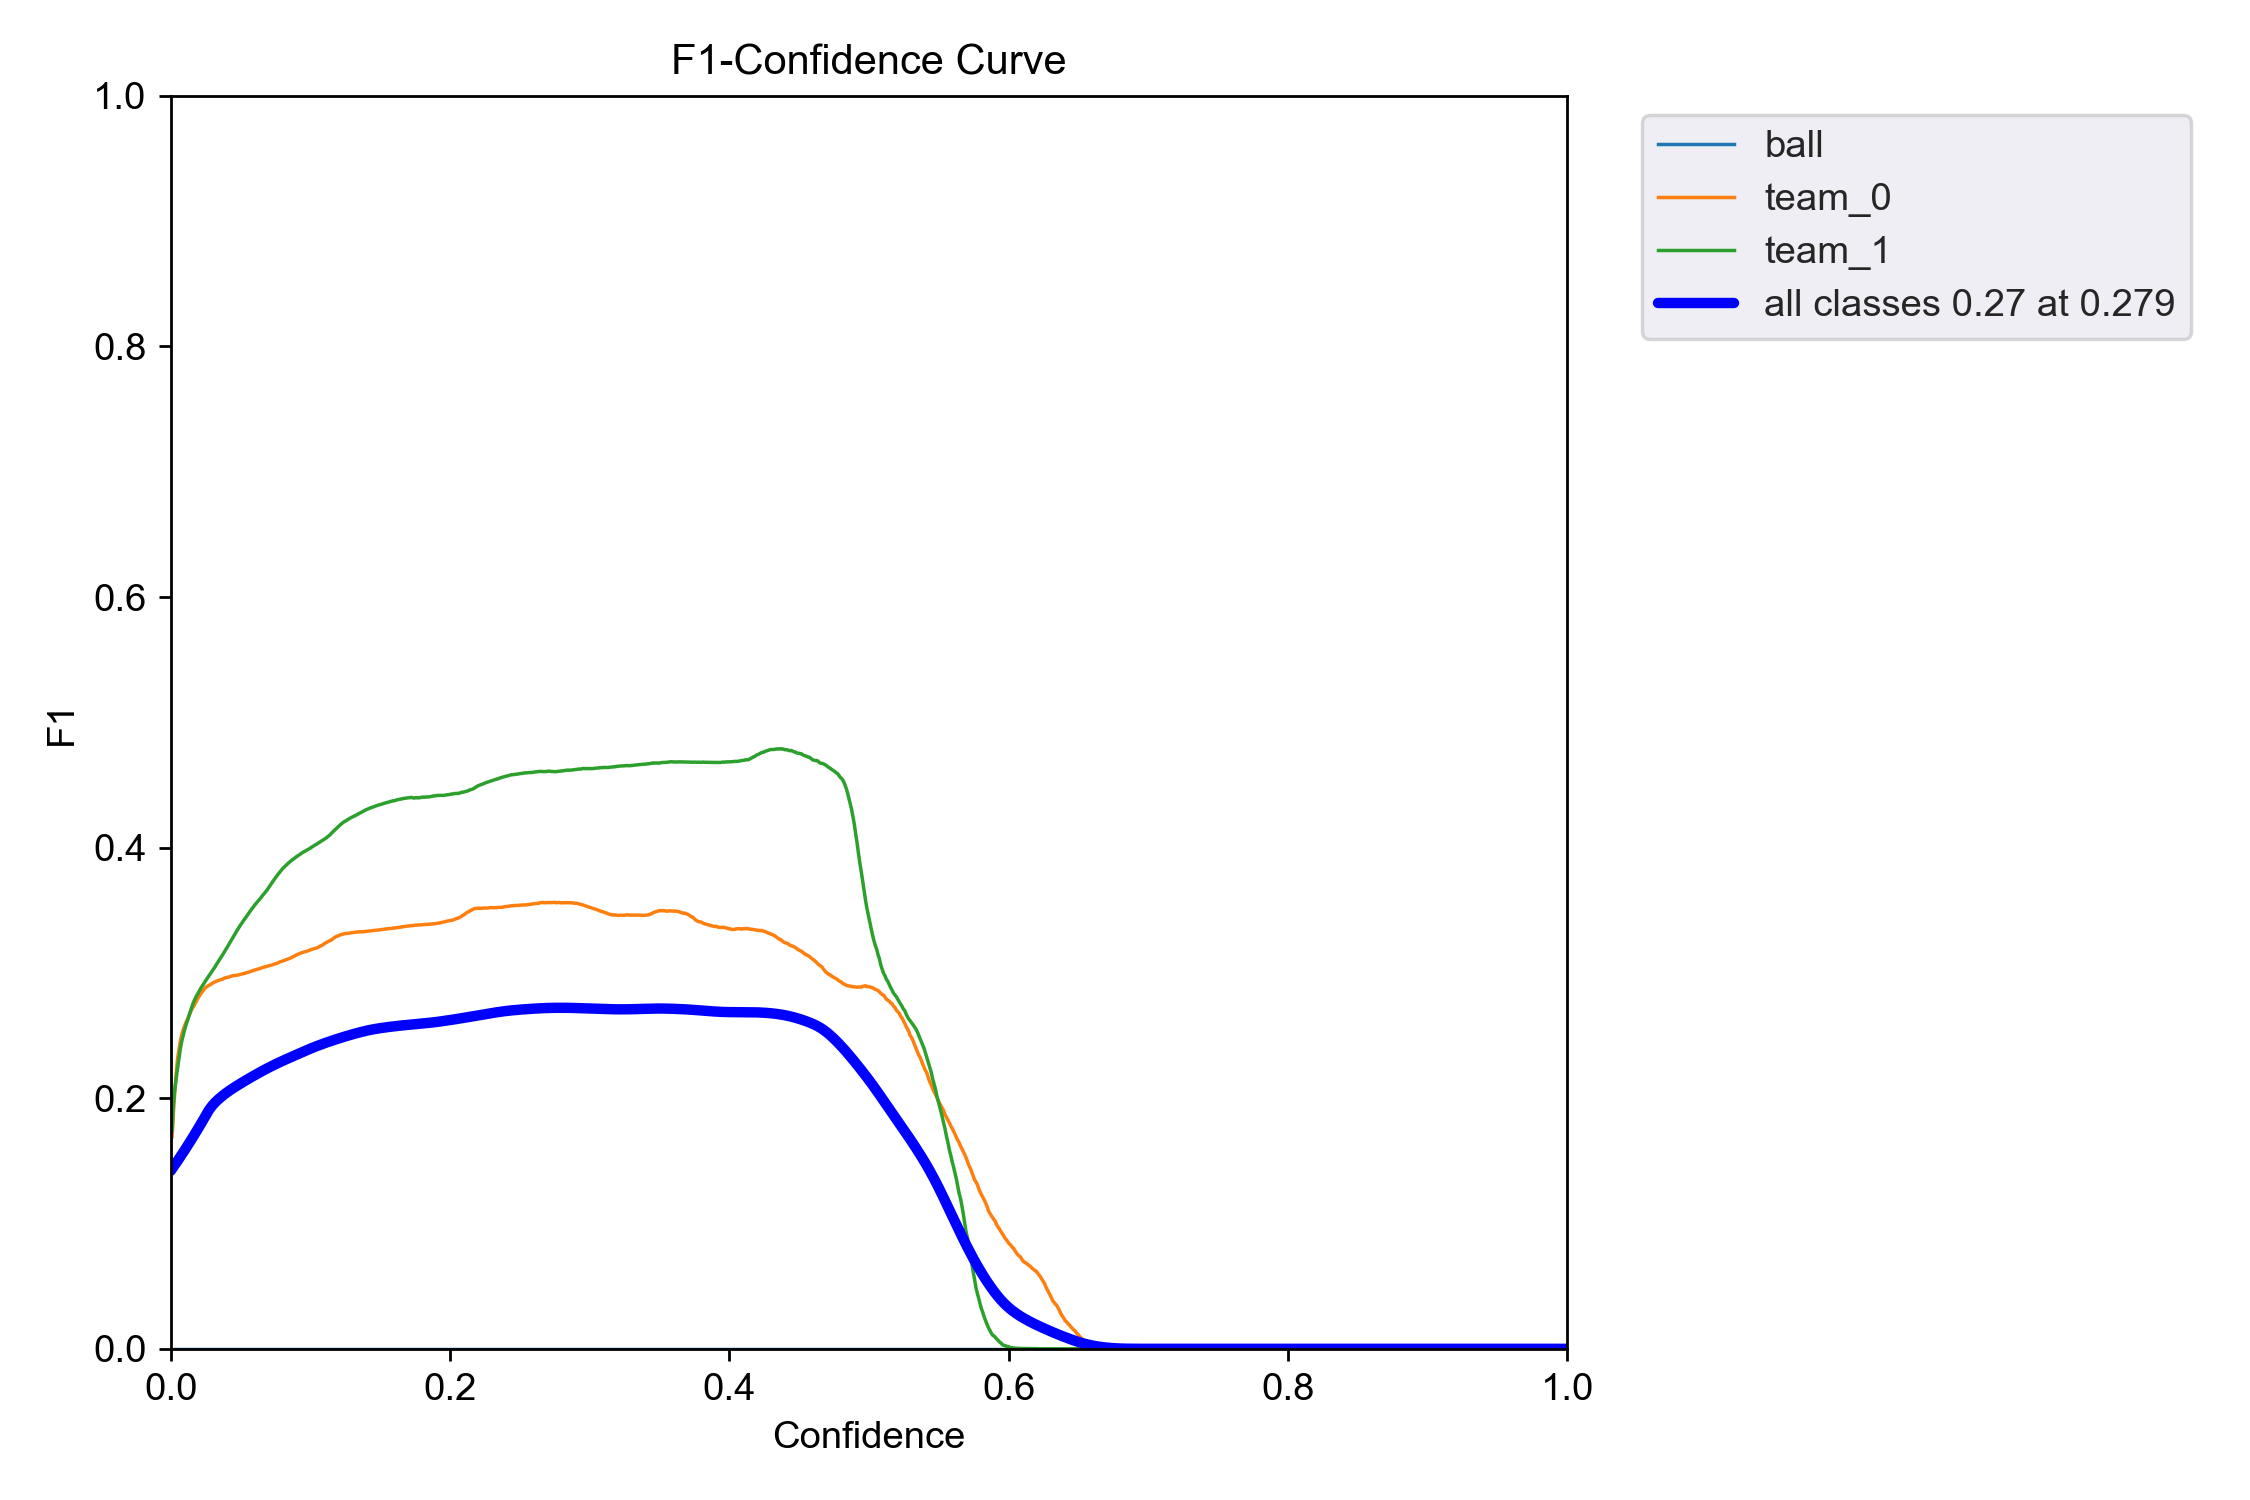 F1-Confidence Curve
1.0
0.8
0.6
0.4
0.2
0.0
F1
0.0 0.2 0.4 0.6 0.8 1.0
Confidence
ball
team_0
team_1
all classes 0.27 at 0.279